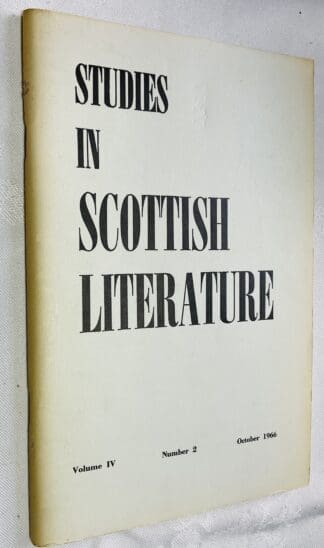 STUDIES
IN
SCOTTISH
LITERATURE
Volume IV Number 2 October 1966